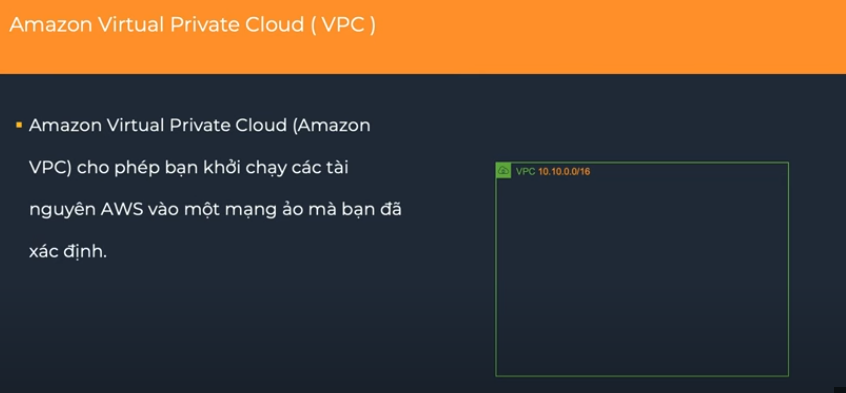 Amazon Virtual Private Cloud ( VPC )
Amazon Virtual Private Cloud (Amazon
VPC) cho phép bạn khởi chạy các tài
nguyên AWS vào một mạng ảo mà bạn đã
xác định.
VPC 10.10.0.0/16